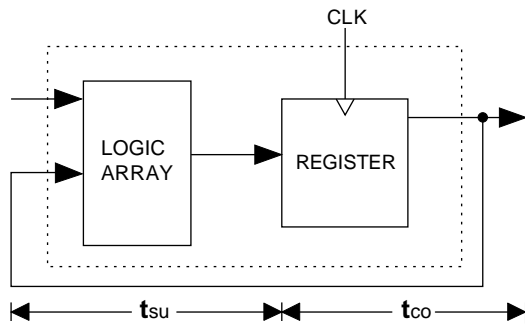 CLK
LOGIC
ARRAY
REGISTER
tsu
tco